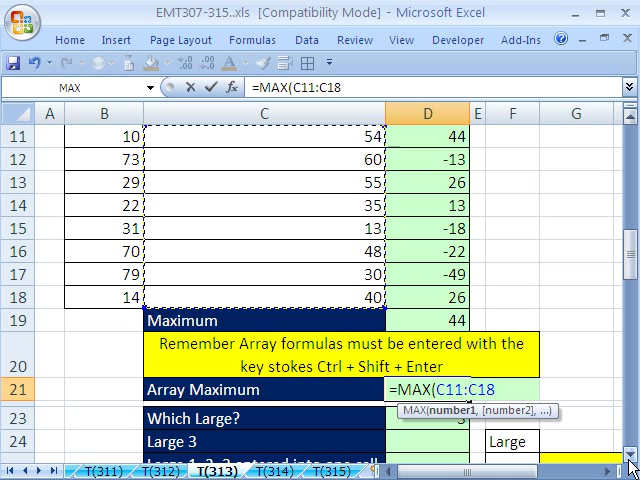 EMT307-315..xls [Compatibility Mode] - Microsoft Excel
Home Insert Page Layout Formulas Data Review View Developer Add-Ins
MAX =MAX(C11:C18
A B C D E F G
11 10 54 44
12 73 60 -13
13 29 55 26
14 22 35 13
15 31 13 -18
16 70 48 -22
17 79 30 -49
18 14 40 26
19 Maximum 44
Remember Array formulas must be entered with the
20 key stokes Ctrl + Shift + Enter
21 Array Maximum =MAX(C11:C18
MAX(number1, [number2], ...)
23 Which Large? 3
24 Large 3 Large
T(311) T(312) T(313) T(314) T(315)